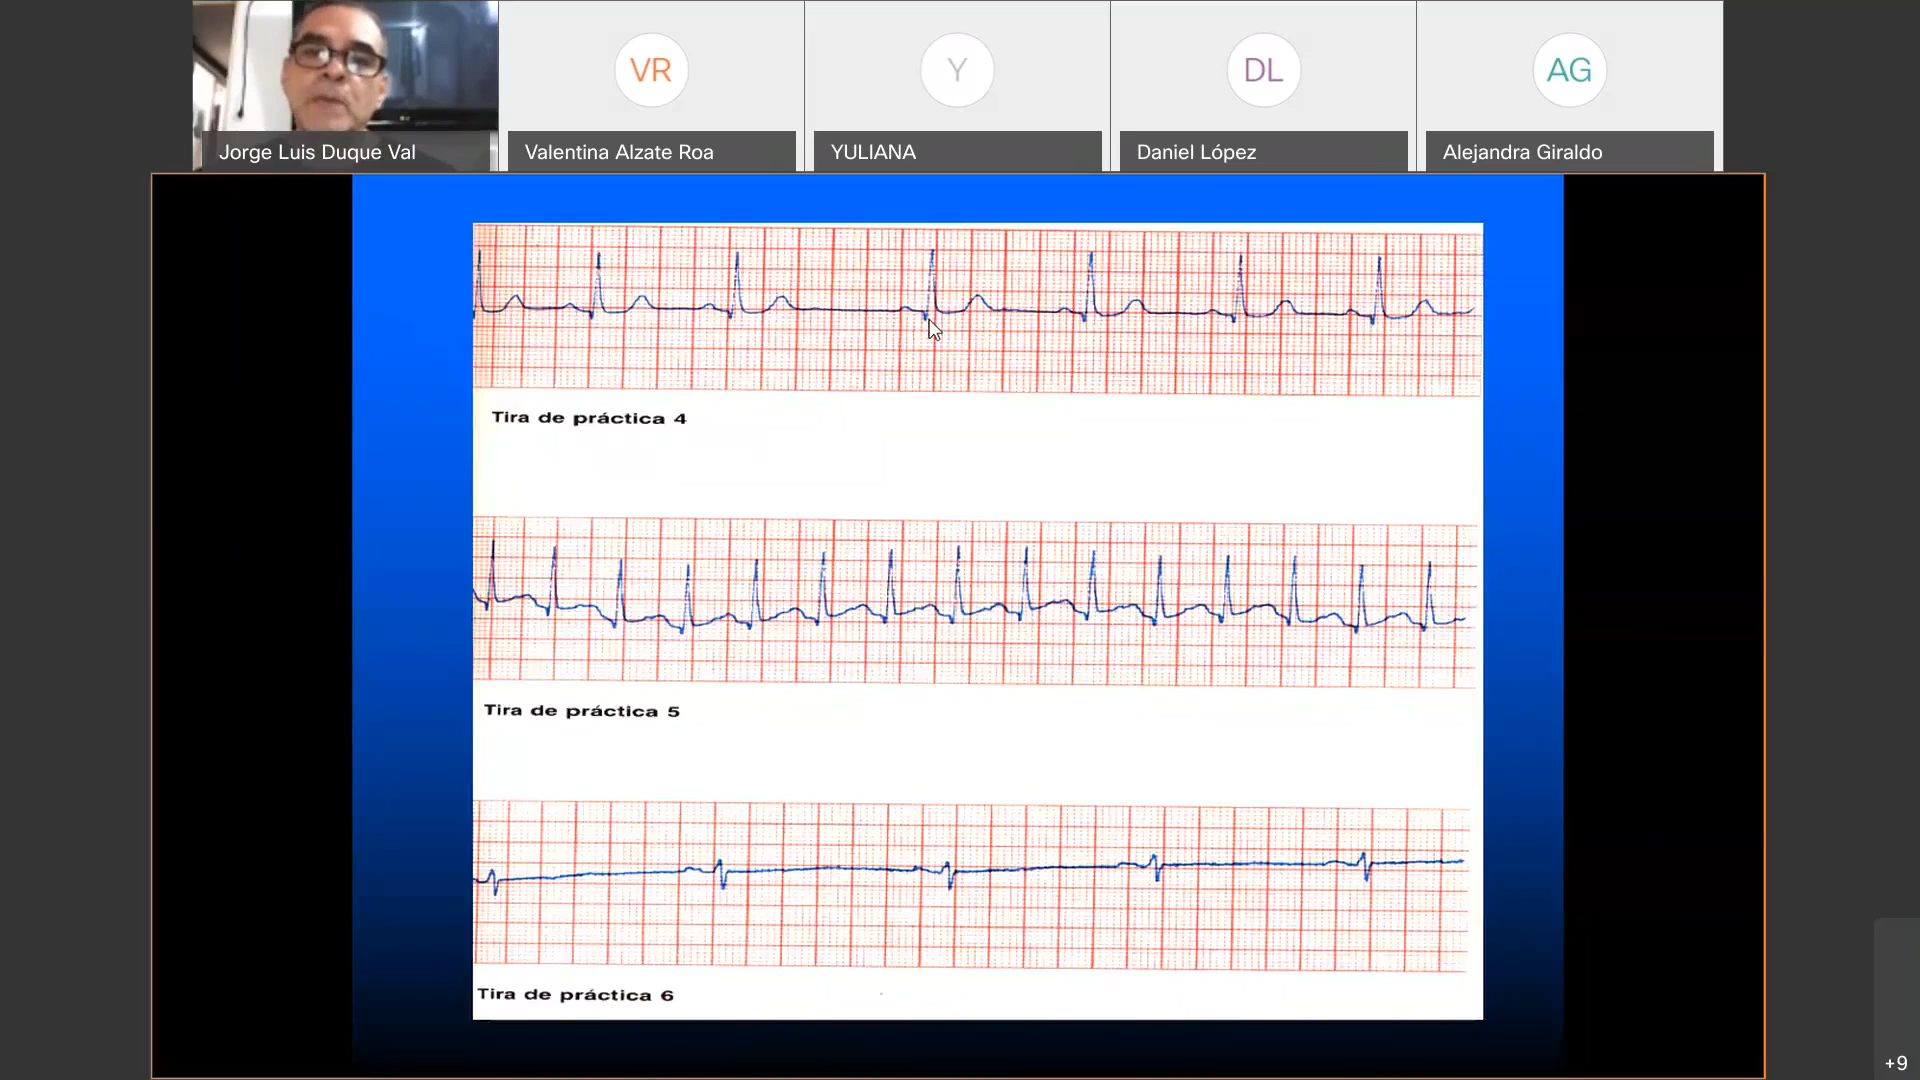 VR
Y
DL
AG
Jorge Luis Duque Val
Valentina Alzate Roa
YULIANA
Daniel López
Alejandra Giraldo
Tira de práctica 4
Tira de práctica 5
Tira de práctica 6
+9